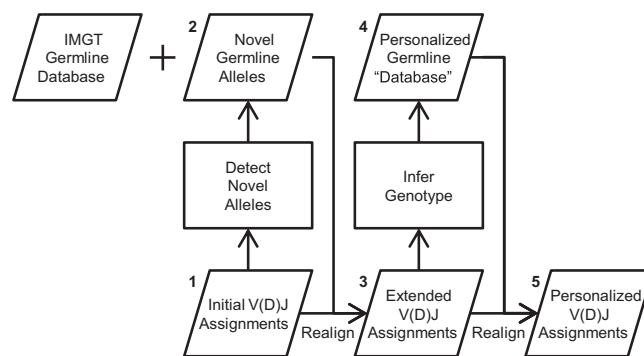 IMGT
Germline
Database
+
2
Novel
Germline
Alleles
4
Personalized
Germline
“Database”
Detect
Novel
Alleles
Infer
Genotype
1
Initial V(D)J
Assignments
Realign
3
Extended
V(D)J
Assignments
Realign
5
Personalized
V(D)J
Assignments